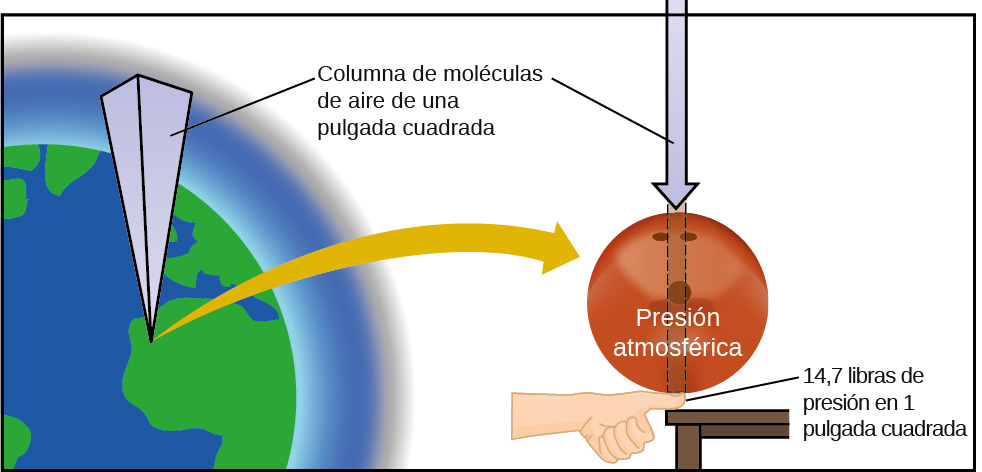 Columna de moléculas
de aire de una
pulgada cuadrada
Presión
atmosférica
14,7 libras de
presión en 1
pulgada cuadrada